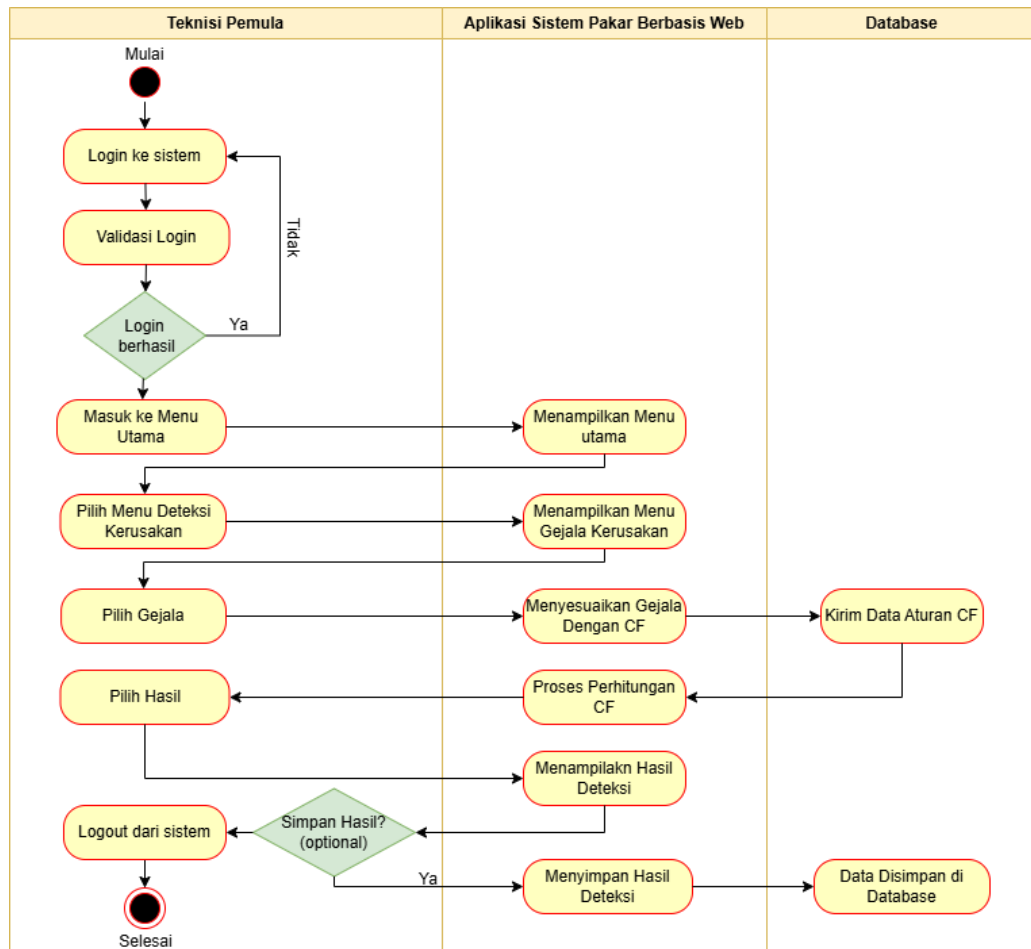 Teknisi Pemula
Aplikasi Sistem Pakar Berbasis Web
Database
Mulai
Login ke sistem
Validasi Login
Tidak
Login
berhasil
Ya
Masuk ke Menu
Utama
Menampilkan Menu
utama
Pilih Menu Deteksi
Kerusakan
Menampilkan Menu
Gejala Kerusakan
Pilih Gejala
Menyesuaikan Gejala
Dengan CF
Kirim Data Aturan CF
Pilih Hasil
Proses Perhitungan
CF
Menampilakn Hasil
Deteksi
Logout dari sistem
Simpan Hasil?
(optional)
Ya
Menyimpan Hasil
Deteksi
Data Disimpan di
Database
Selesai